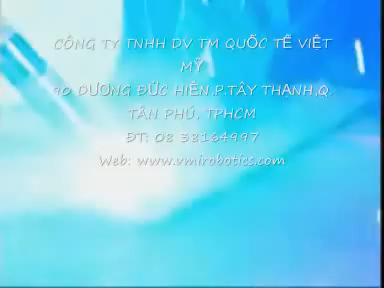 CÔNG TY TNHH DV TM QUỐC TẾ VIỆT
MỸ
90 DƯƠNG ĐỨC HIỀN.P.TÂY THẠNH,Q.
TÂN PHÚ, TPHCM
ĐT: 08 38164997
Web: www.vmirobotics.com